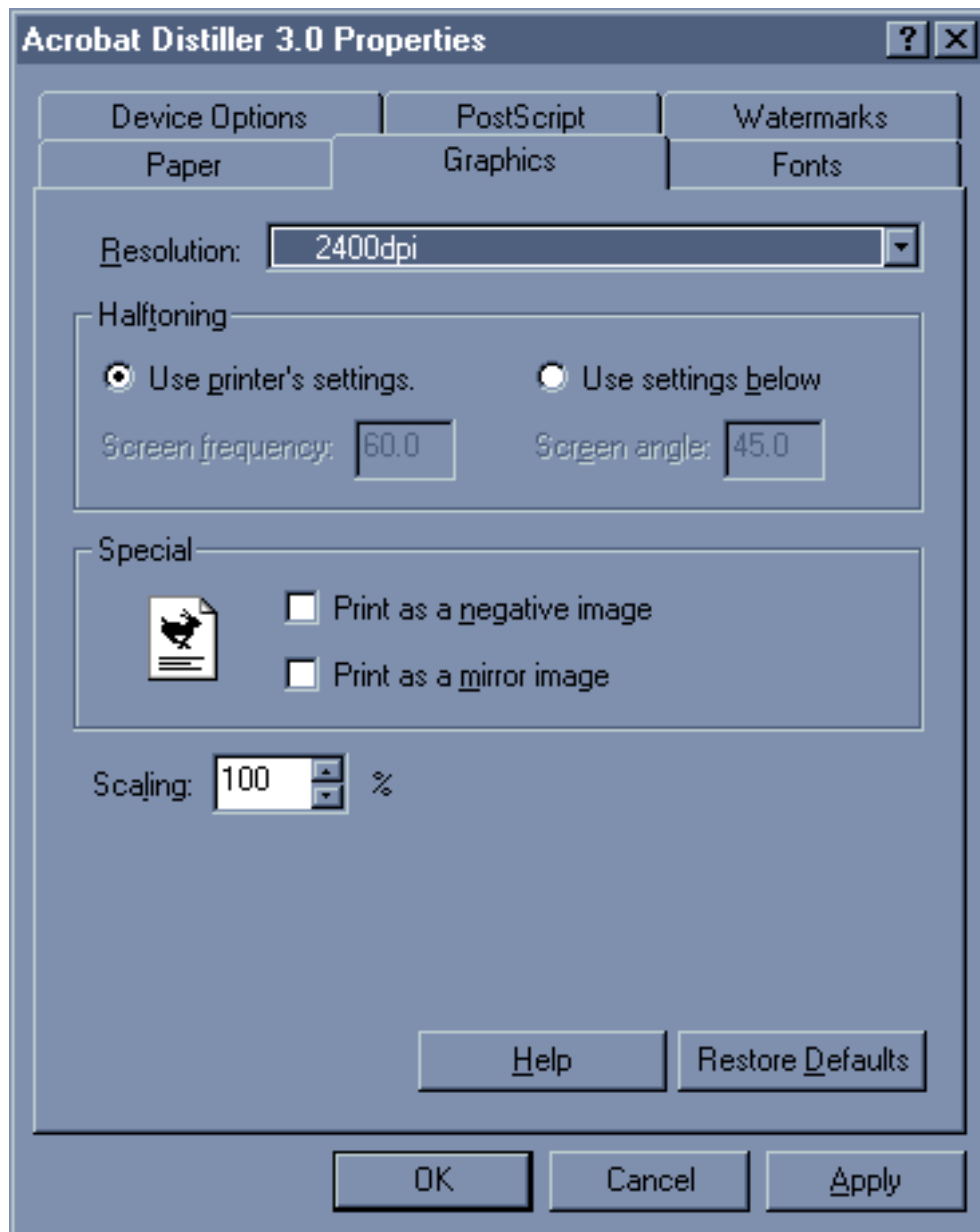 Acrobat Distiller 3.0 Properties
Device Options PostScript Watermarks
Paper Graphics Fonts
Resolution: 2400dpi
Halftoning
Use printer's settings. Use settings below
Screen frequency: 60.0 Screen angle: 45.0
Special
Print as a negative image
Print as a mirror image
Scaling: 100 %
Help Restore Defaults
OK Cancel Apply